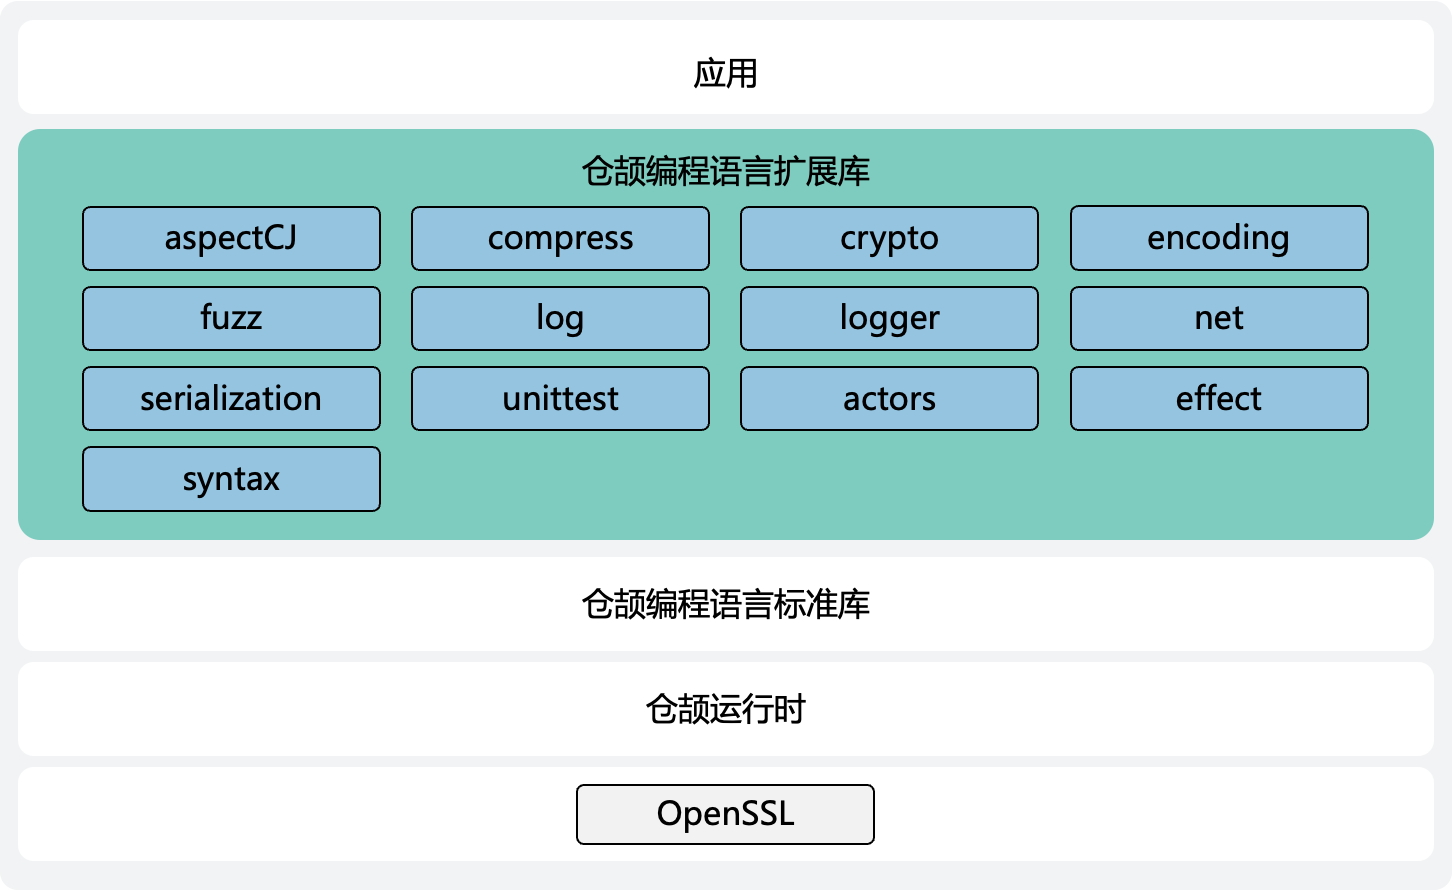 应用
仓颉编程语言扩展库
aspectCJ
compress
crypto
encoding
fuzz
log
logger
net
serialization
unittest
actors
effect
syntax
仓颉编程语言标准库
仓颉运行时
OpenSSL